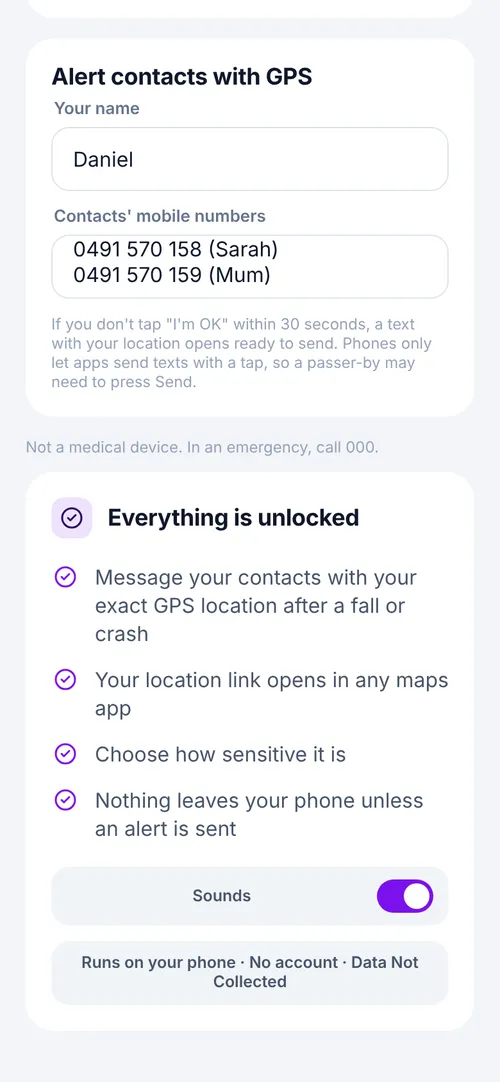 Alert contacts with GPS
Your name
Daniel
Contacts' mobile numbers
0491 570 158 (Sarah)
0491 570 159 (Mum)
If you don't tap "I'm OK" within 30 seconds, a text
with your location opens ready to send. Phones only
let apps send texts with a tap, so a passer-by may
need to press Send.
Not a medical device. In an emergency, call 000.
Everything is unlocked
Message your contacts with your
exact GPS location after a fall or
crash
Your location link opens in any maps
app
Choose how sensitive it is
Nothing leaves your phone unless
an alert is sent
Sounds
Runs on your phone · No account · Data Not
Collected